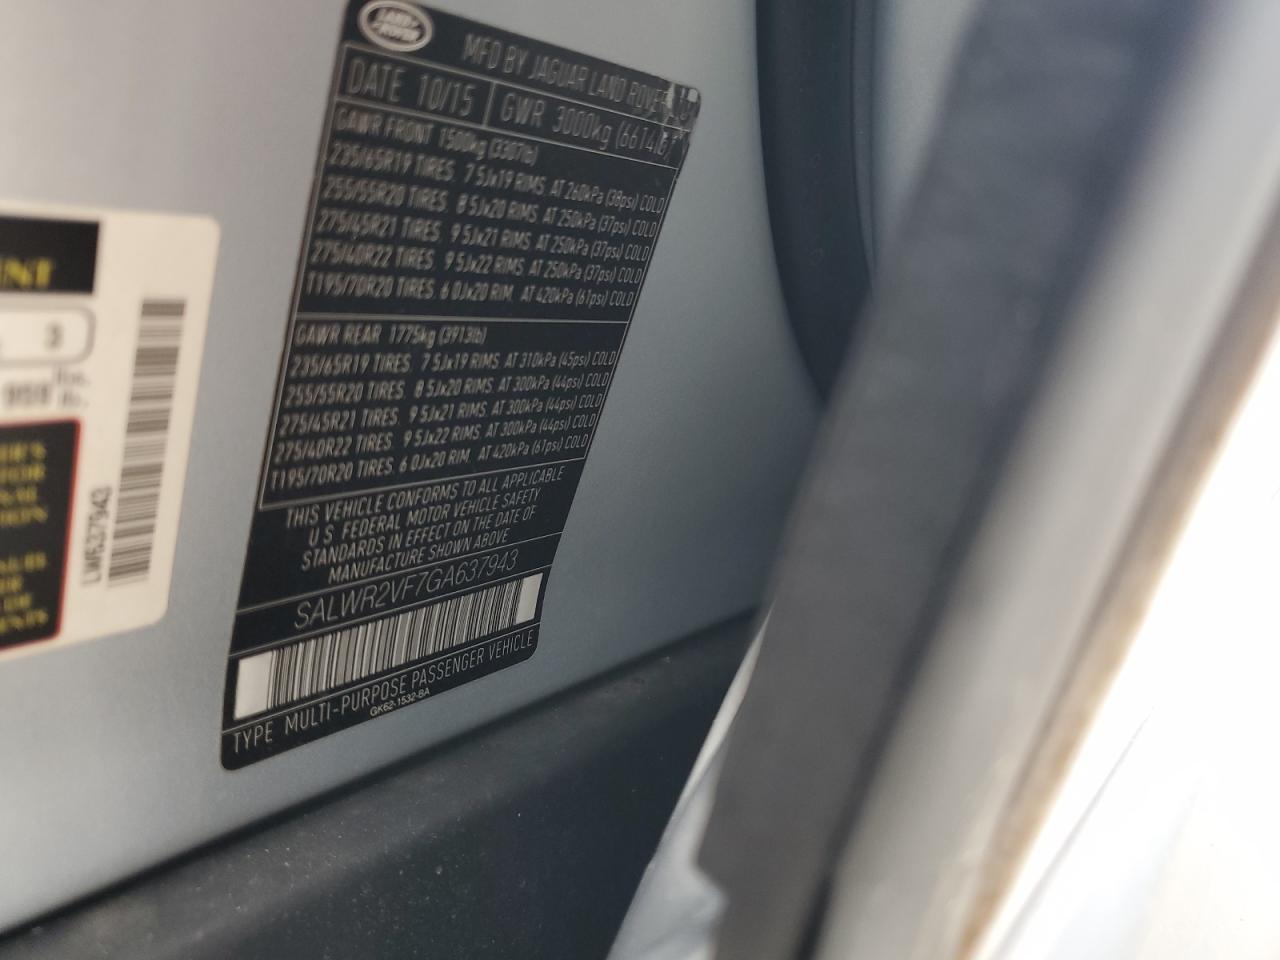 LAND ROVER
MFD BY JAGUAR LAND ROVER
DATE 10/15 GWR 3000kg (6614lb)
GAWR FRONT 1500kg (3307lb)
235/65R19 TIRES. 7 5Jx19 RIMS. AT 260kPa (38psi) COLD
255/55R20 TIRES. 8 5Jx20 RIMS. AT 250kPa (37psi) COLD
275/45R21 TIRES. 9 5Jx21 RIMS. AT 250kPa (37psi) COLD
275/40R22 TIRES. 9 5Jx22 RIMS. AT 250kPa (37psi) COLD
T195/70R20 TIRES. 6 0Jx20 RIM. AT 420kPa (61psi) COLD
GAWR REAR 1775kg (3913lb)
235/65R19 TIRES. 7 5Jx19 RIMS. AT 310kPa (45psi) COLD
255/55R20 TIRES. 8 5Jx20 RIMS. AT 300kPa (44psi) COLD
275/45R21 TIRES. 9 5Jx21 RIMS. AT 300kPa (44psi) COLD
275/40R22 TIRES. 9 5Jx22 RIMS. AT 300kPa (44psi) COLD
T195/70R20 TIRES. 6 0Jx20 RIM. AT 420kPa (61psi) COLD
THIS VEHICLE CONFORMS TO ALL APPLICABLE
U S FEDERAL MOTOR VEHICLE SAFETY
STANDARDS IN EFFECT ON THE DATE OF
MANUFACTURE SHOWN ABOVE
SALWR2VF7GA637943
TYPE MULTI-PURPOSE PASSENGER VEHICLE
GK62-1532-BA
3
LW637943